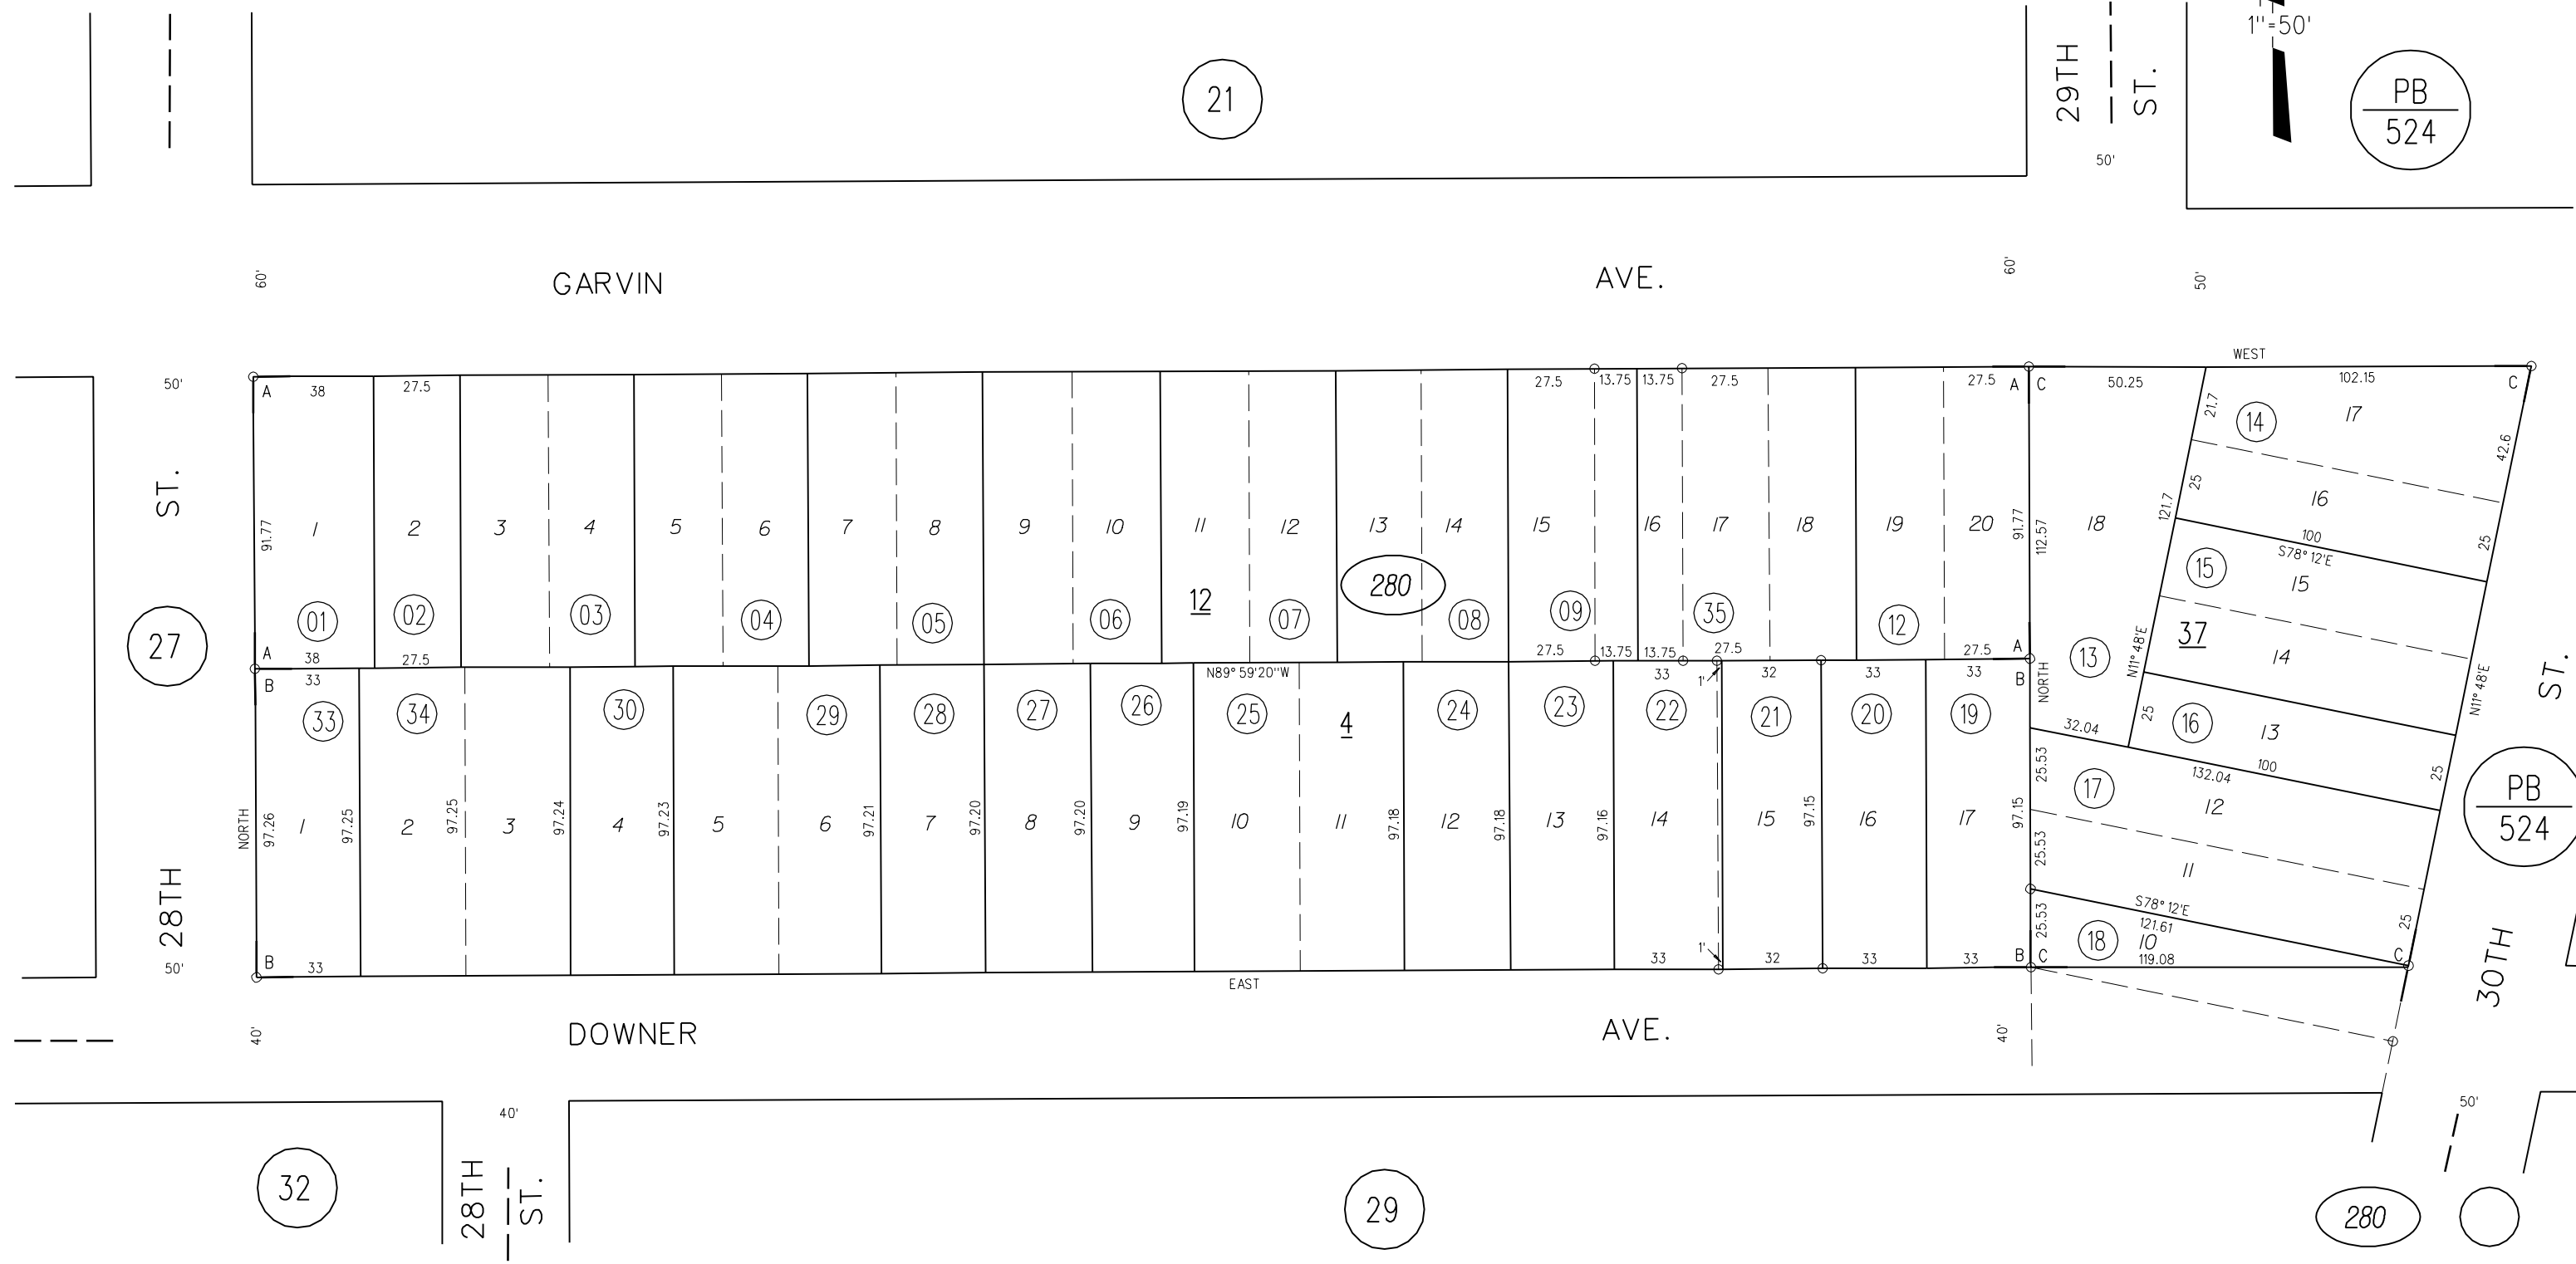 1"=50'
21
29TH ST.
50'
PB
524
60'
GARVIN AVE.
60'
50'
WEST
50'
A 38 27.5 27.5 13.75 13.75 27.5 27.5 A C 50.25 102.15 C
21.7 14 17
42.6
ST.
91.77 1 2 3 4 5 6 7 8 9 10 11 12 13 14 15 16 17 18 19 20 91.77 112.57 18
121.7 25 16 25
100
S78° 12'E
280
15 15
27
01 02 03 04 05 06 12 07 08 09 35 12
37
13 N11° 48'E 14 N11° 48'E
A 38 27.5 27.5 13.75 13.75 27.5 27.5 A
B 33 N89° 59'20"W 33 1' 32 33 33 B NORTH
33 34 30 29 28 27 26 25 4 24 23 22 21 20 19
32.04 25 16 13 25
100
132.04
25.53 17 12
ST.
PB
524
NORTH 97.26 1 97.25 2 97.25 3 97.24 4 97.23 5 6 97.21 7 97.20 8 97.20 9 97.19 10 11 97.18 12 97.18 13 97.16 14 15 97.15 16 17 97.15
25.53 11
S78° 12'E
121.61
25.53 18 10 25
119.08
28TH
50'
B 33 33 1' 32 33 33 B C C
EAST
30TH
40'
DOWNER AVE.
40'
40'
50'
32
28TH ST.
29
280